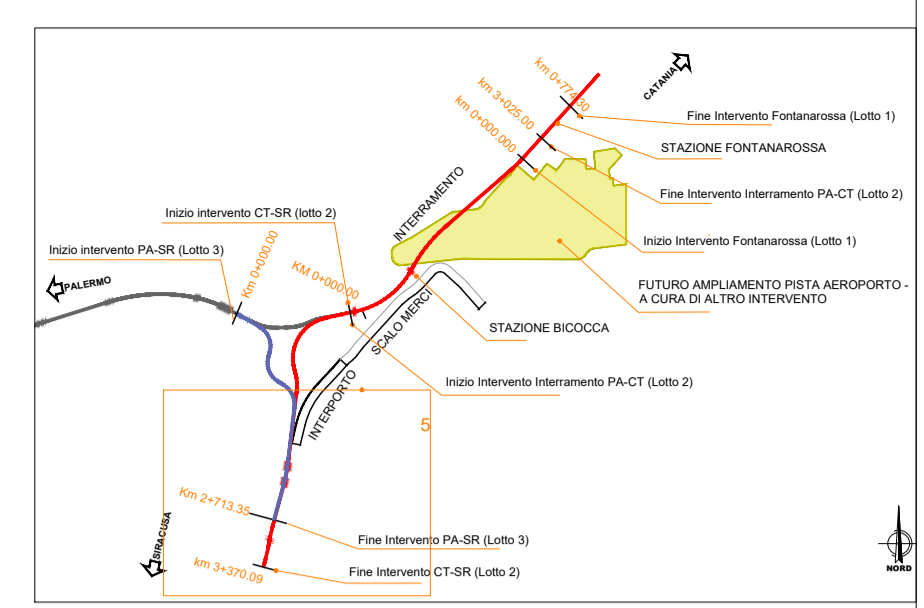 CATANIA
km 0+774.30
km 3+025.00
km 0+000.000
Fine Intervento Fontanarossa (Lotto 1)
STAZIONE FONTANAROSSA
Fine Intervento Interramento PA-CT (Lotto 2)
Inizio Intervento Fontanarossa (Lotto 1)
FUTURO AMPLIAMENTO PISTA AEROPORTO -
A CURA DI ALTRO INTERVENTO
INTERRAMENTO
Inizio intervento CT-SR (lotto 2)
Inizio intervento PA-SR (Lotto 3)
Km 0+000.00
KM 0+000.00
PALERMO
SCALO MERCI
STAZIONE BICOCCA
Inizio Intervento Interramento PA-CT (Lotto 2)
INTERPORTO
5
Km 2+713.35
SIRACUSA
km 3+370.09
Fine Intervento PA-SR (Lotto 3)
Fine Intervento CT-SR (Lotto 2)
NORD